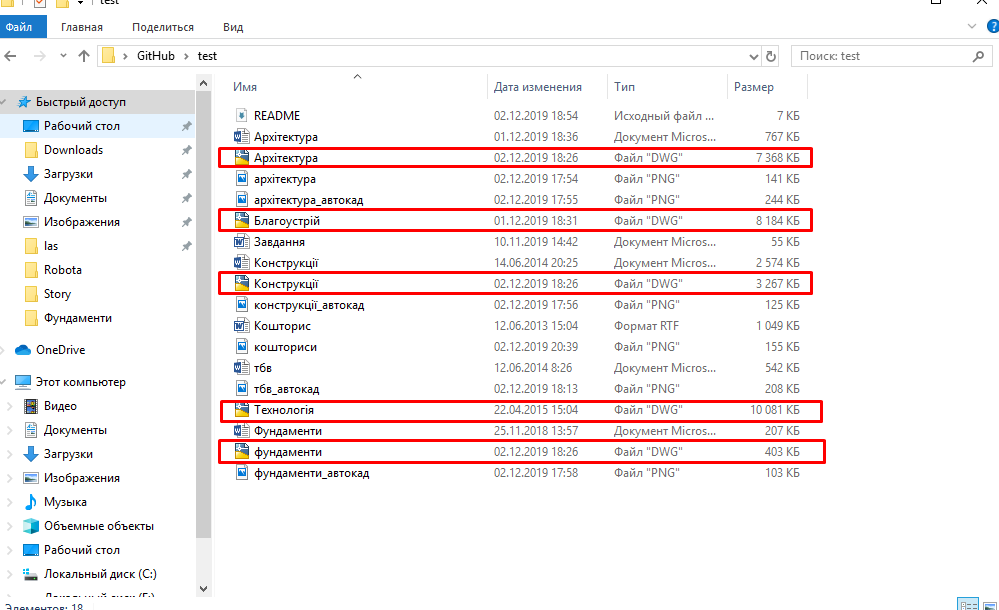 test
Файл Главная Поделиться Вид
GitHub test Поиск: test
Имя Дата изменения Тип Размер
Быстрый доступ
Рабочий стол
Downloads
Загрузки
Документы
Изображения
las
Robota
Story
Фундаменти
OneDrive
Этот компьютер
Видео
Документы
Загрузки
Изображения
Музыка
Объемные объекты
Рабочий стол
Локальный диск (C:)
Локальный диск (E:)
README 02.12.2019 18:54 Исходный файл ... 7 КБ
Архітектура 01.12.2019 18:36 Документ Micros... 767 КБ
Архітектура 02.12.2019 18:26 Файл "DWG" 7 368 КБ
архітектура 02.12.2019 17:54 Файл "PNG" 141 КБ
архітектура_автокад 02.12.2019 17:55 Файл "PNG" 244 КБ
Благоустрій 01.12.2019 18:31 Файл "DWG" 8 184 КБ
Завдання 10.11.2019 14:42 Документ Micros... 55 КБ
Конструкції 14.06.2014 20:25 Документ Micros... 2 574 КБ
Конструкції 02.12.2019 18:26 Файл "DWG" 3 267 КБ
конструкції_автокад 02.12.2019 17:56 Файл "PNG" 125 КБ
Кошторис 12.06.2013 15:04 Формат RTF 1 049 КБ
кошториси 02.12.2019 20:39 Файл "PNG" 155 КБ
тбв 12.06.2014 8:26 Документ Micros... 542 КБ
тбв_автокад 02.12.2019 18:13 Файл "PNG" 208 КБ
Технологія 22.04.2015 15:04 Файл "DWG" 10 081 КБ
Фундаменти 25.11.2018 13:57 Документ Micros... 207 КБ
фундаменти 02.12.2019 18:26 Файл "DWG" 403 КБ
фундаменти_автокад 02.12.2019 17:58 Файл "PNG" 103 КБ
Элементов: 18